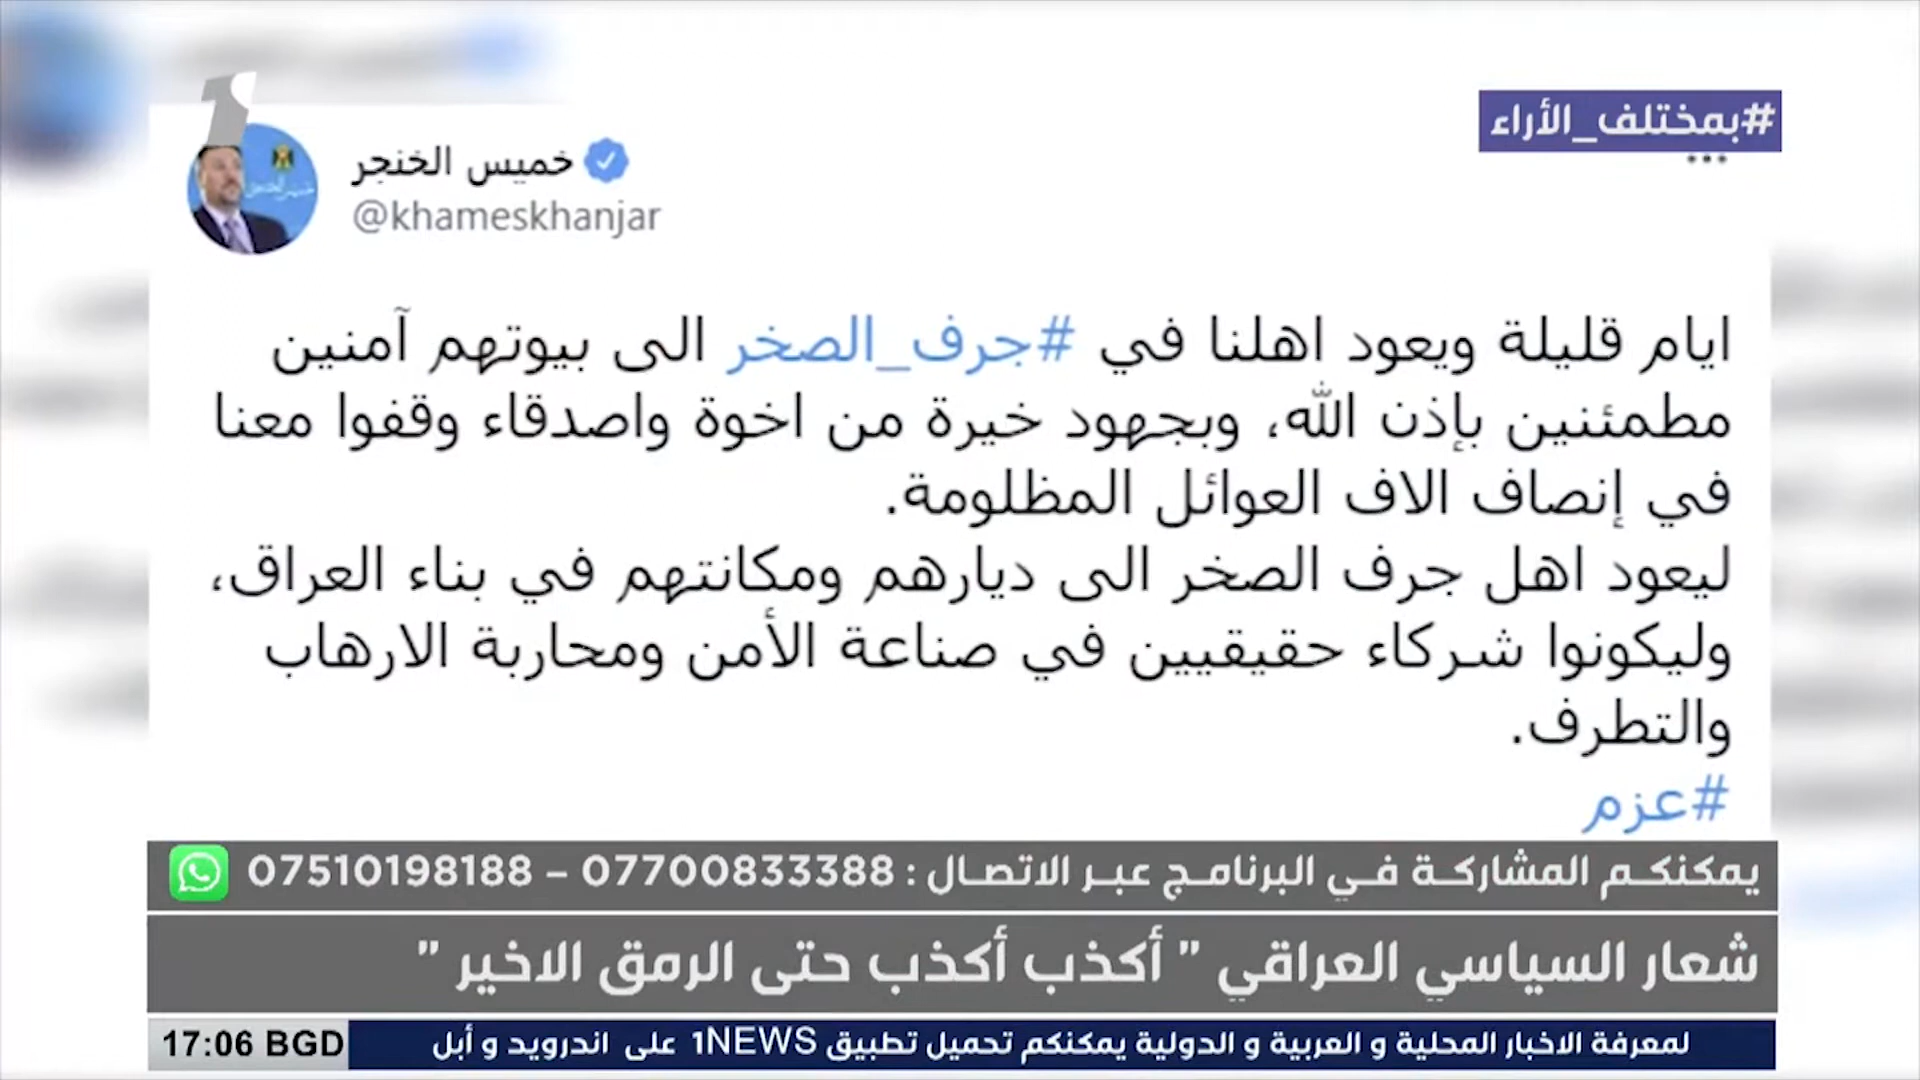 #بمختلف_الأراء
خميس الخنجر
@khameskhanjar
ايام قليلة ويعود اهلنا في #جرف_الصخر الى بيوتهم آمنين
مطمئنين بإذن الله، وبجهود خيرة من اخوة واصدقاء وقفوا معنا
في إنصاف الاف العوائل المظلومة.
ليعود اهل جرف الصخر الى ديارهم ومكانتهم في بناء العراق،
وليكونوا شركاء حقيقيين في صناعة الأمن ومحاربة الارهاب
والتطرف.
#عزم
يمكنكم المشاركة في البرنامج عبر الاتصال : 07700833388 – 07510198188
شعار السياسي العراقي " أكذب أكذب حتى الرمق الاخير "
لمعرفة الاخبار المحلية و العربية و الدولية يمكنكم تحميل تطبيق 1NEWS على اندرويد و أبل
17:06 BGD